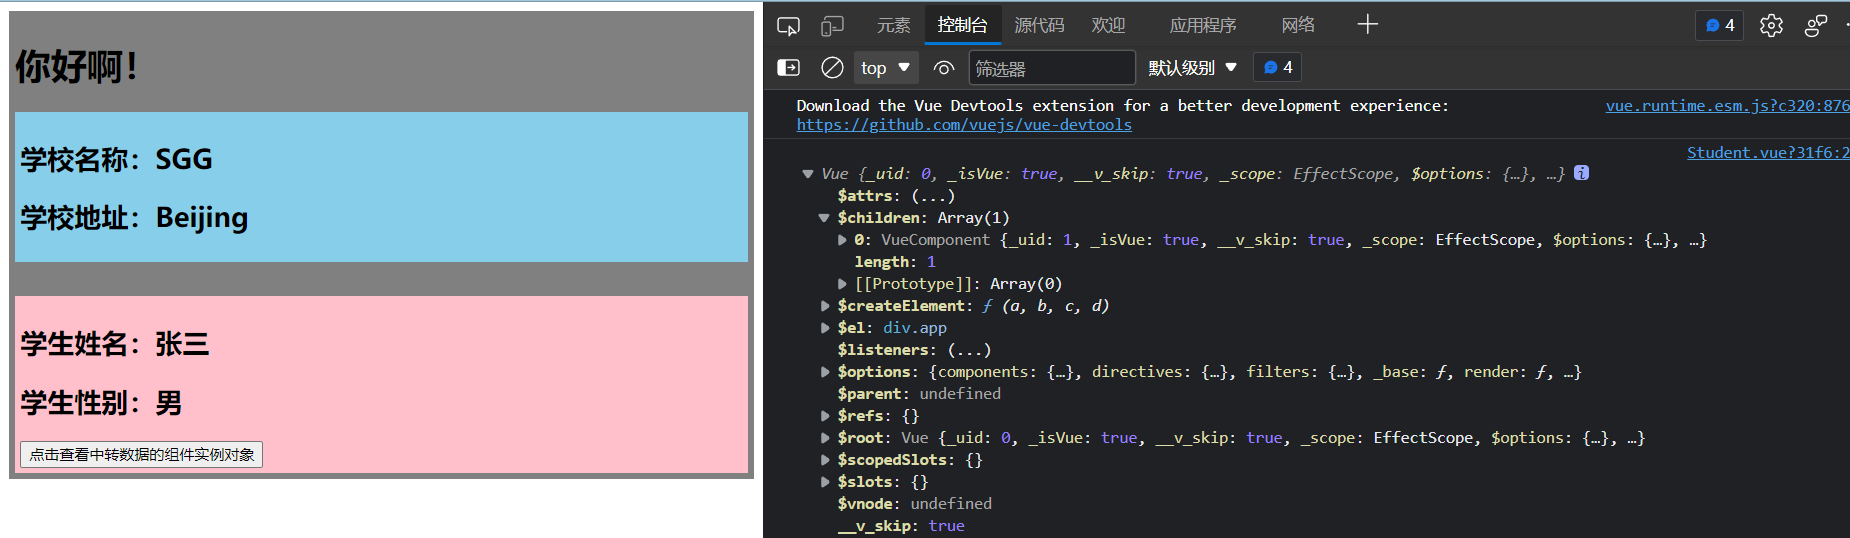 你好啊！
学校名称：SGG
学校地址：Beijing
学生姓名：张三
学生性别：男
点击查看中转数据的组件实例对象
元素 控制台 源代码 欢迎 应用程序 网络 4
top 筛选器 默认级别 4
Download the Vue Devtools extension for a better development experience: vue.runtime.esm.js?c320:876
https://github.com/vuejs/vue-devtools
Student.vue?31f6:2
Vue {_uid: 0, _isVue: true, __v_skip: true, _scope: EffectScope, $options: {…}, …} i
$attrs: (...)
$children: Array(1)
0: VueComponent {_uid: 1, _isVue: true, __v_skip: true, _scope: EffectScope, $options: {…}, …}
length: 1
[[Prototype]]: Array(0)
$createElement: ƒ (a, b, c, d)
$el: div.app
$listeners: (...)
$options: {components: {…}, directives: {…}, filters: {…}, _base: ƒ, render: ƒ, …}
$parent: undefined
$refs: {}
$root: Vue {_uid: 0, _isVue: true, __v_skip: true, _scope: EffectScope, $options: {…}, …}
$scopedSlots: {}
$slots: {}
$vnode: undefined
__v_skip: true